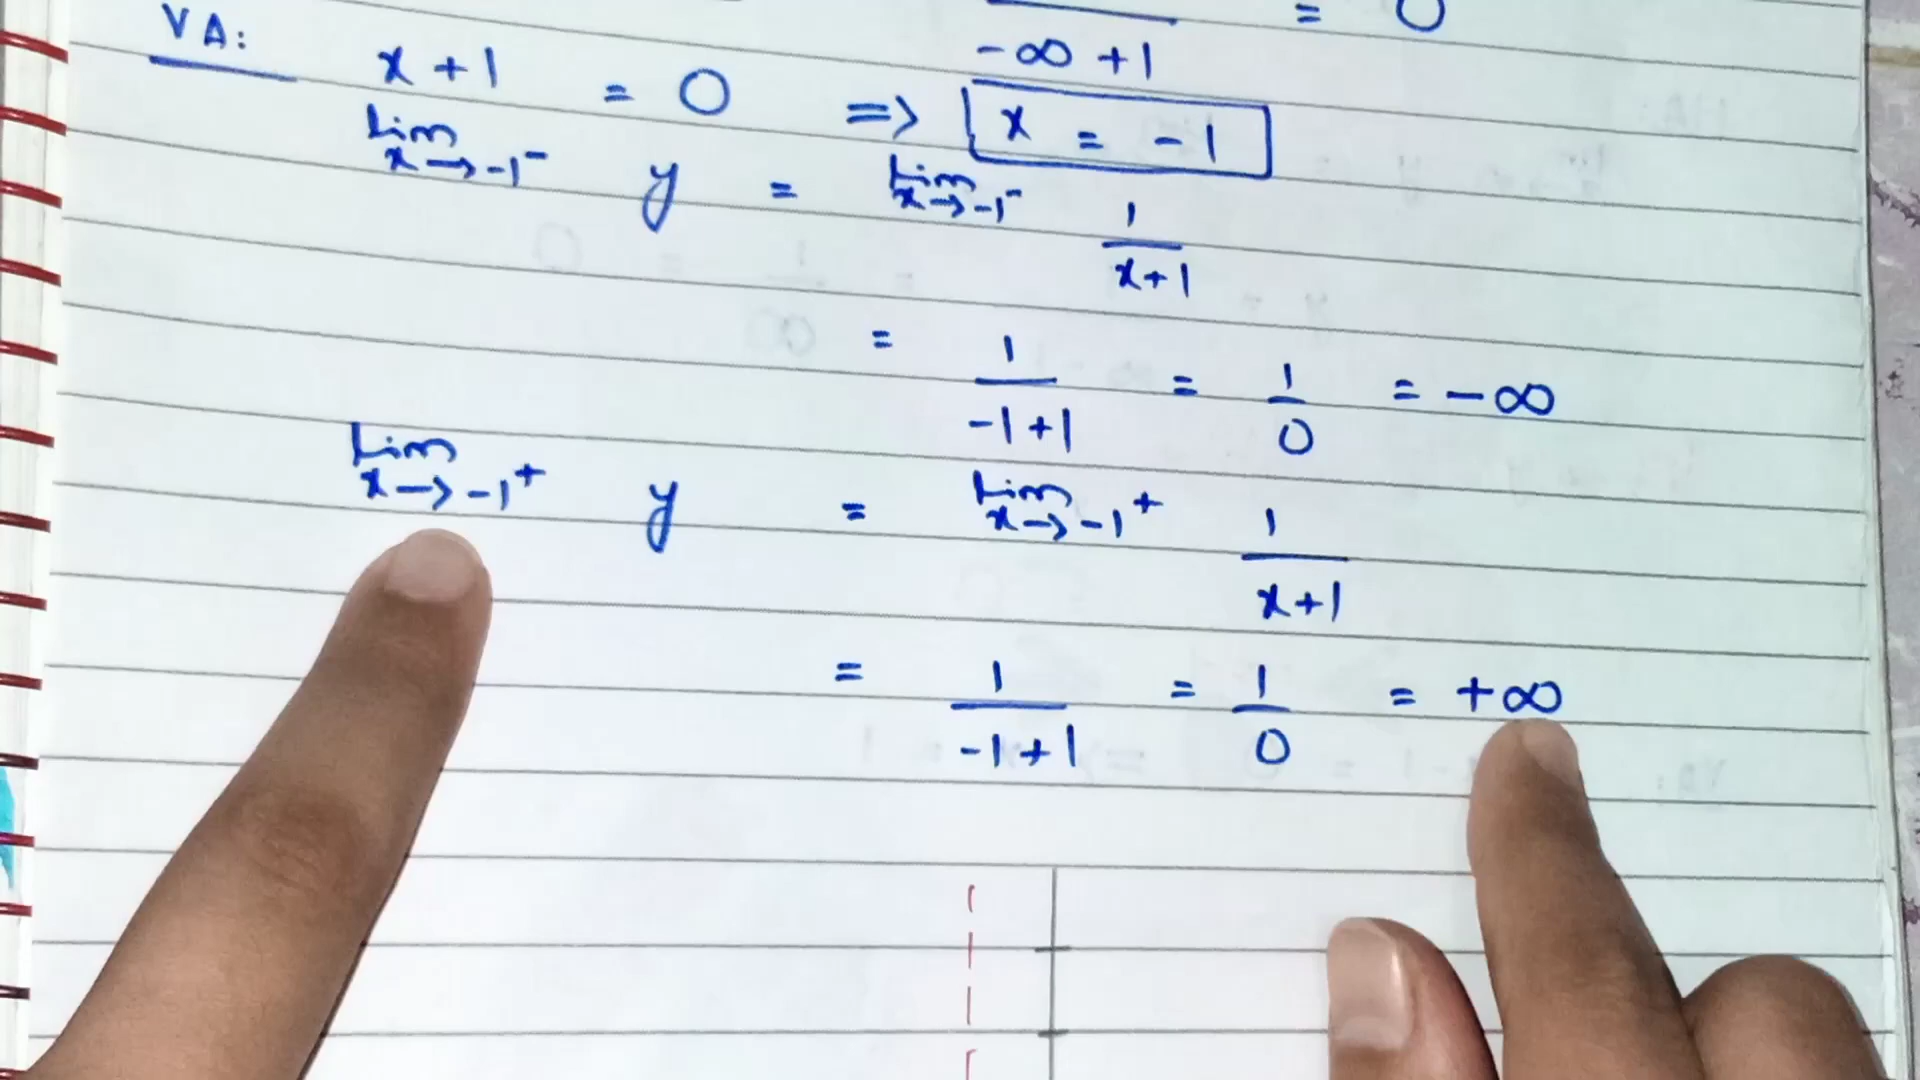 = 0
-∞ + 1
VA: x + 1 = 0 => x = -1
lim x→-1⁻ y = lim x→-1⁻ 1/(x+1)
= 1/(-1+1) = 1/0 = -∞
lim x→-1⁺ y = lim x→-1⁺ 1/(x+1)
= 1/(-1+1) = 1/0 = +∞